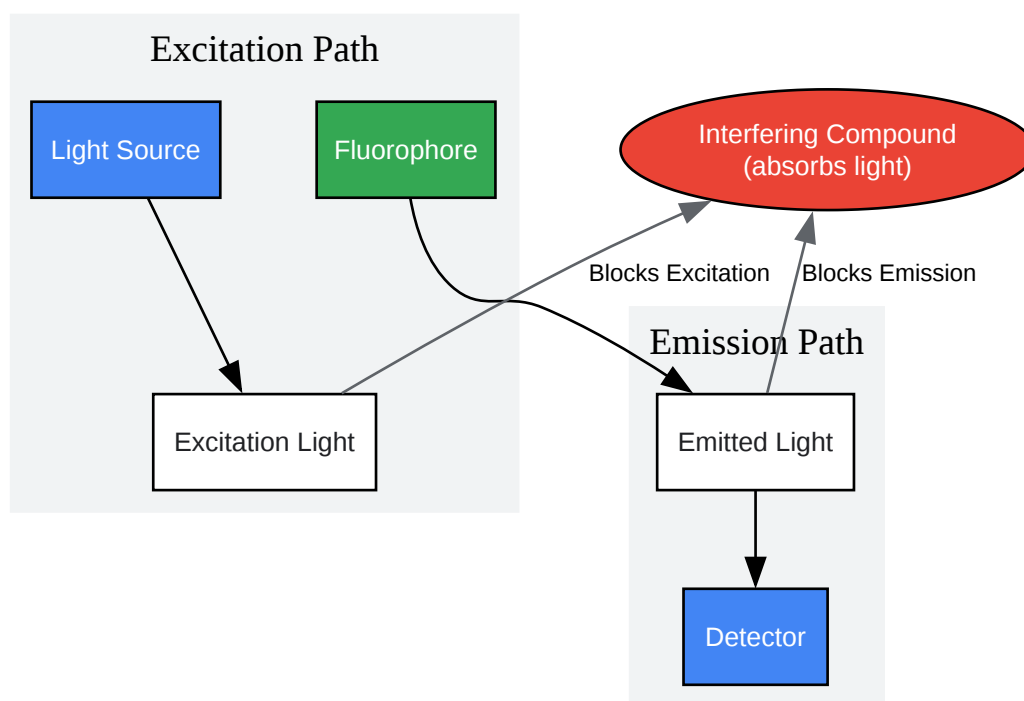 Excitation Path
Light Source
Fluorophore
Interfering Compound
(absorbs light)
Blocks Excitation
Blocks Emission
Emission Path
Excitation Light
Emitted Light
Detector